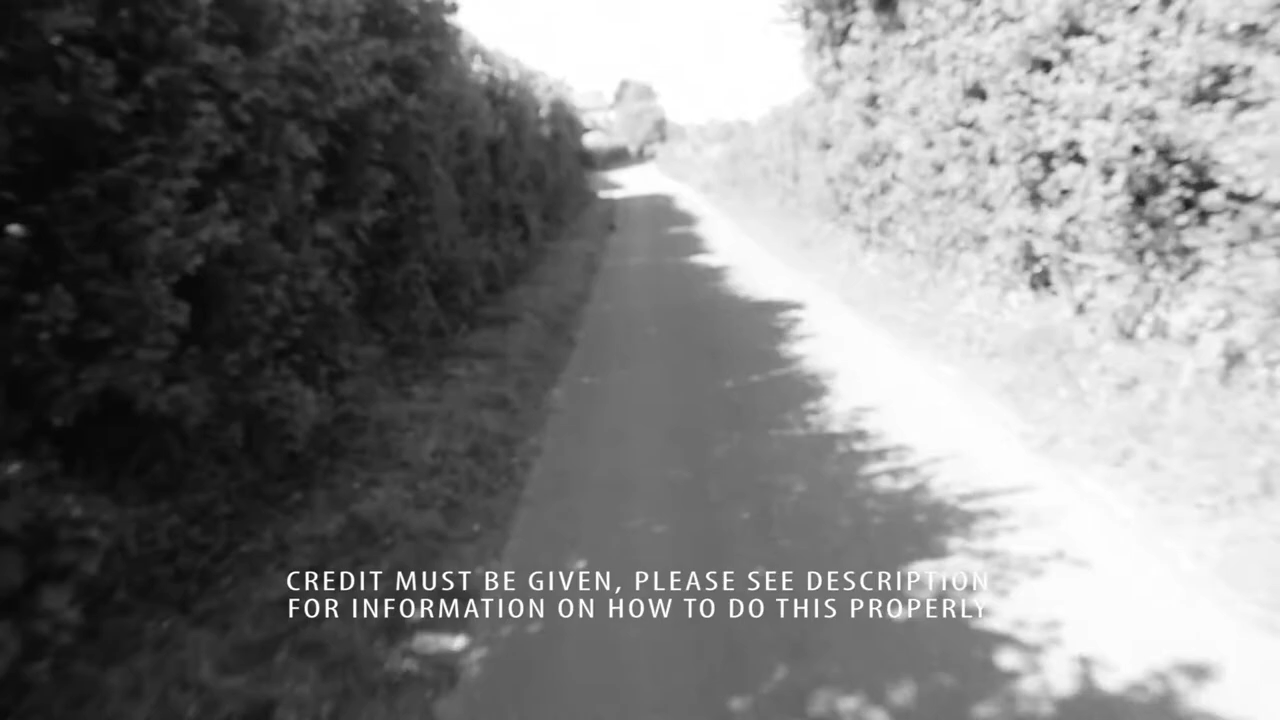 CREDIT MUST BE GIVEN, PLEASE SEE DESCRIPTION
FOR INFORMATION ON HOW TO DO THIS PROPERLY